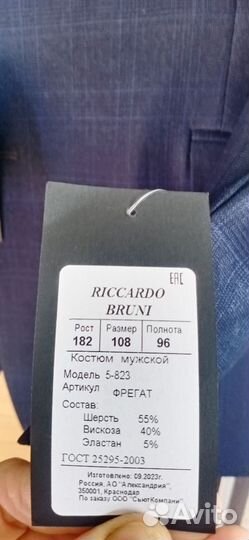 EAC
RICCARDO
BRUNI
Рост Размер Полнота
182 108 96
Костюм мужской
Модель 5-823
Артикул ФРЕГАТ
Состав:
Шерсть 55%
Вискоза 40%
Эластан 5%
ГОСТ 25295-2003
Изготовлено: 09.2023г.
Россия, АО "Александрия",
350001, Краснодар
По заказу ООО "СьютКомпани"
Avito